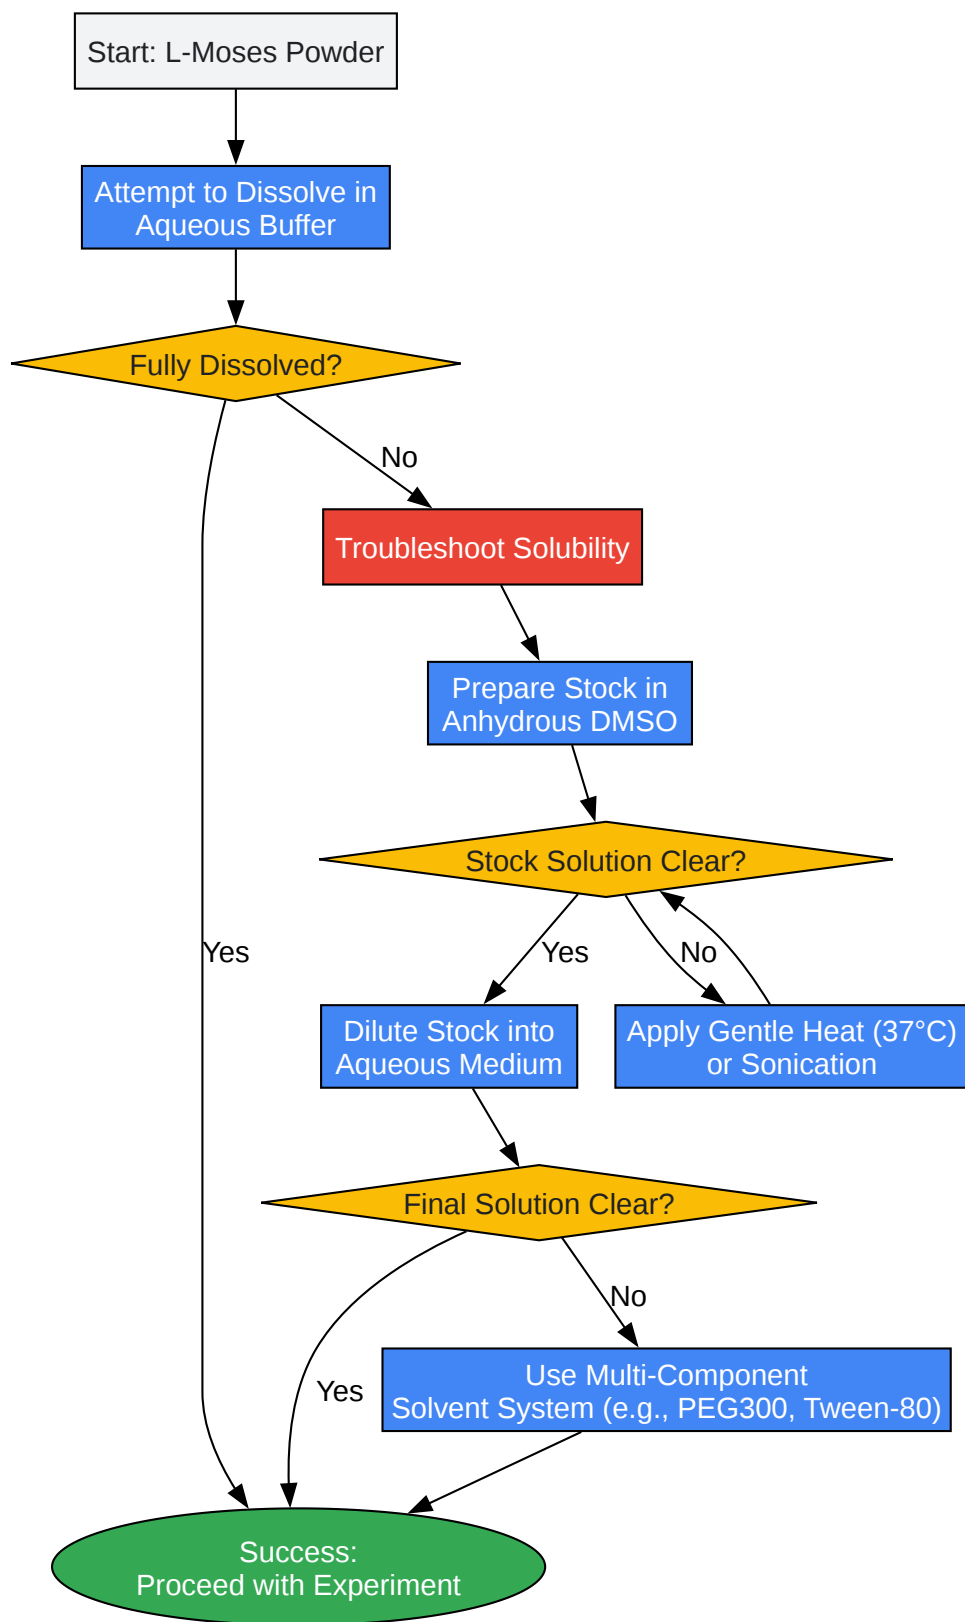 Start: L-Moses Powder
Attempt to Dissolve in
Aqueous Buffer
Fully Dissolved?
No
Troubleshoot Solubility
Prepare Stock in
Anhydrous DMSO
Stock Solution Clear?
Yes
Yes
No
Dilute Stock into
Aqueous Medium
Apply Gentle Heat (37°C)
or Sonication
Final Solution Clear?
No
Yes
Use Multi-Component
Solvent System (e.g., PEG300, Tween-80)
Success:
Proceed with Experiment